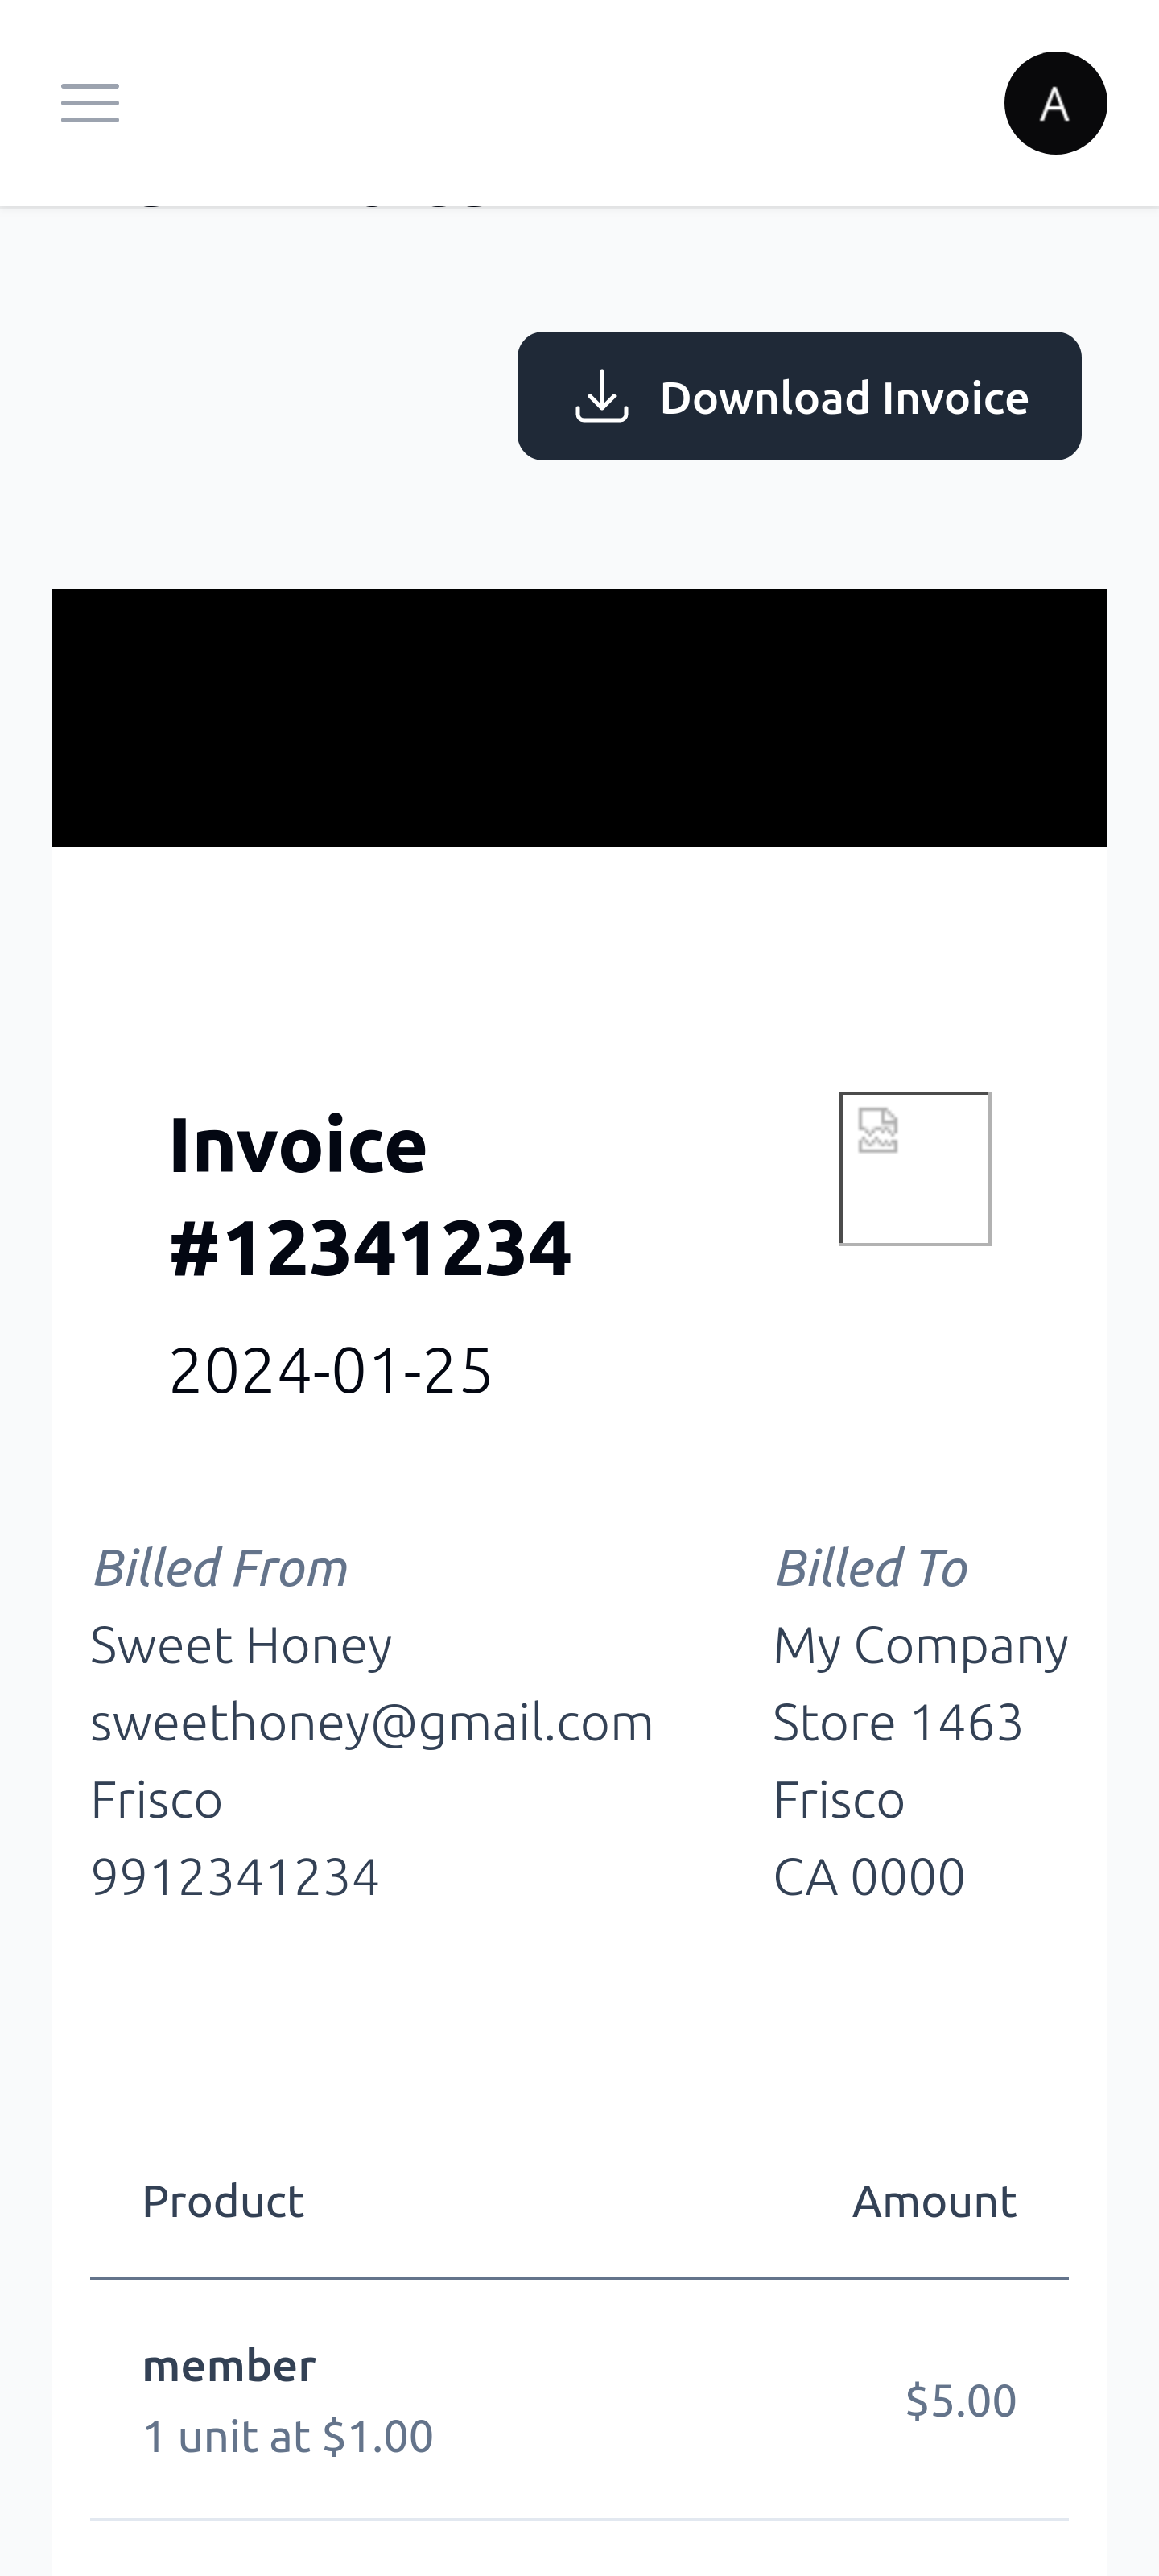 A
Download Invoice
Invoice
#12341234
2024-01-25
Billed From
Sweet Honey
sweethoney@gmail.com
Frisco
9912341234
Billed To
My Company
Store 1463
Frisco
CA 0000
Product Amount
member
1 unit at $1.00
$5.00